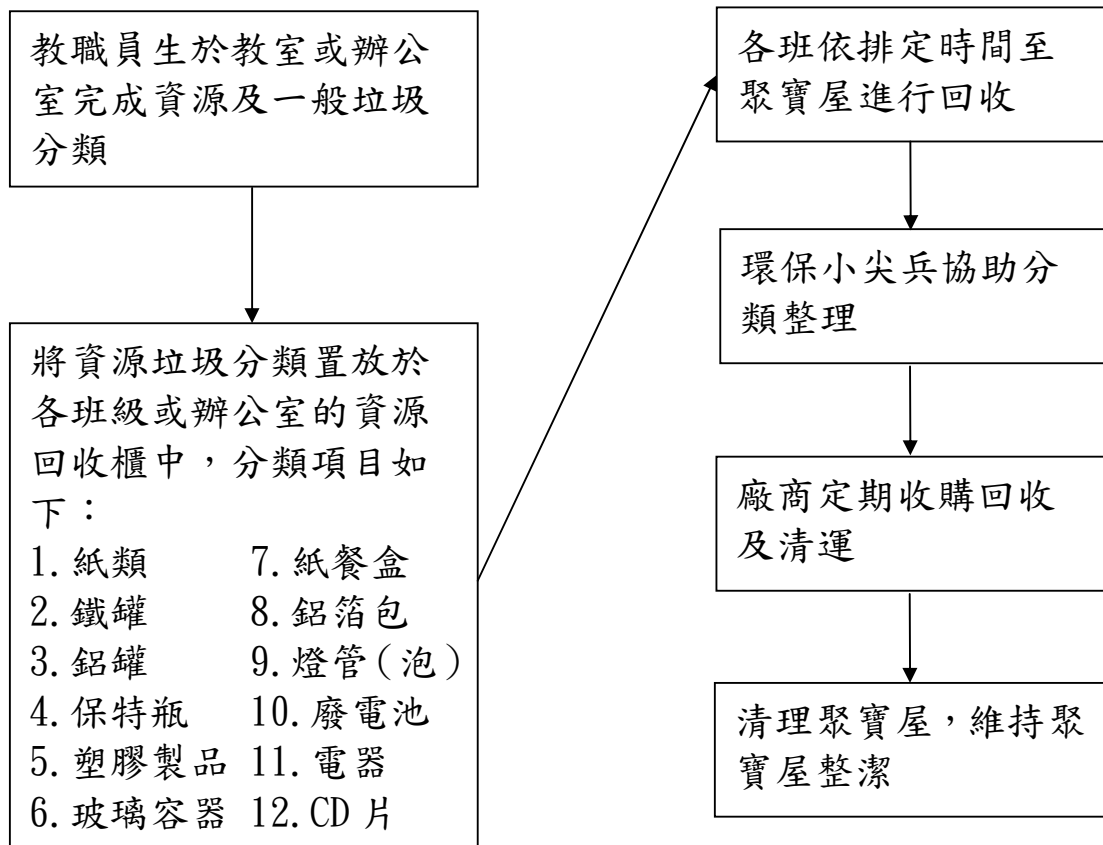 教職員生於教室或辦公
室完成資源及一般垃圾
分類
將資源垃圾分類置放於
各班級或辦公室的資源
回收櫃中，分類項目如
下：
1.紙類 7.紙餐盒
2.鐵罐 8.鋁箔包
3.鋁罐 9.燈管(泡)
4.保特瓶 10.廢電池
5.塑膠製品 11.電器
6.玻璃容器 12.CD片
各班依排定時間至
聚寶屋進行回收
環保小尖兵協助分
類整理
廠商定期收購回收
及清運
清理聚寶屋，維持聚
寶屋整潔